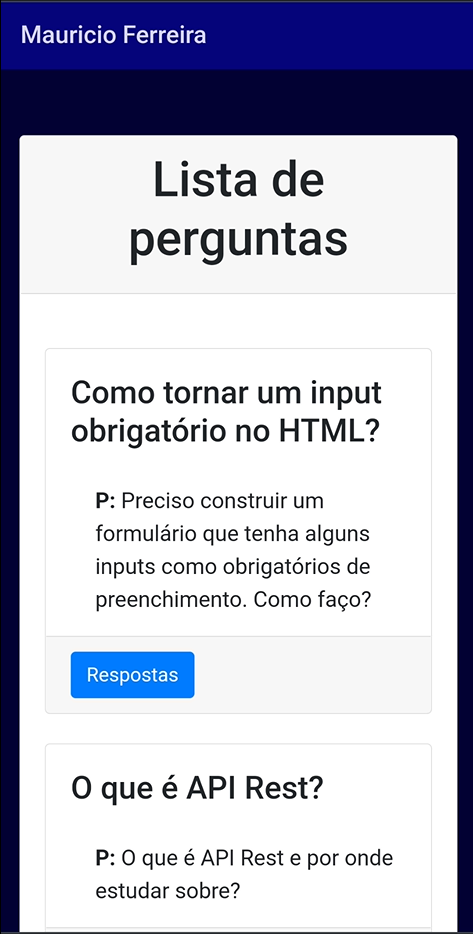 Mauricio Ferreira
Lista de
perguntas
Como tornar um input
obrigatório no HTML?
P: Preciso construir um
formulário que tenha alguns
inputs como obrigatórios de
preenchimento. Como faço?
Respostas
O que é API Rest?
P: O que é API Rest e por onde
estudar sobre?